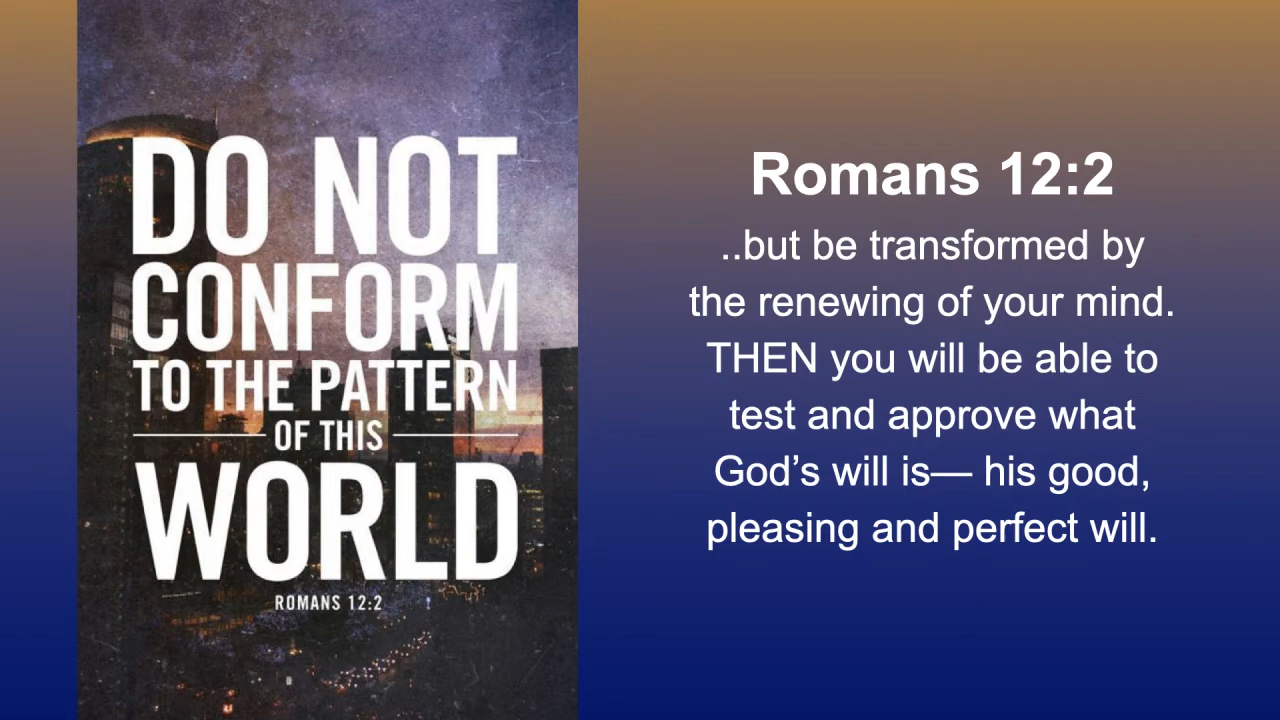 DO NOT
CONFORM
TO THE PATTERN
OF THIS
WORLD
ROMANS 12:2
Romans 12:2
..but be transformed by
the renewing of your mind.
THEN you will be able to
test and approve what
God’s will is— his good,
pleasing and perfect will.